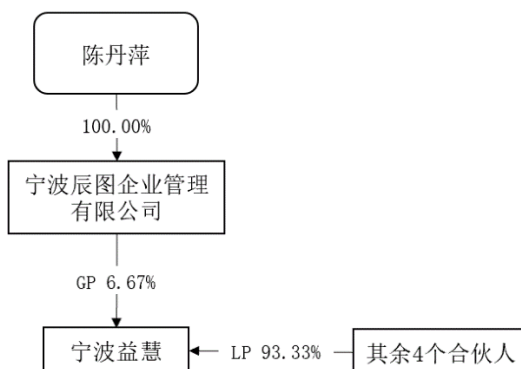 陈丹萍
100.00%
宁波辰图企业管理
有限公司
GP 6.67%
宁波益慧
LP 93.33%
其余4个合伙人